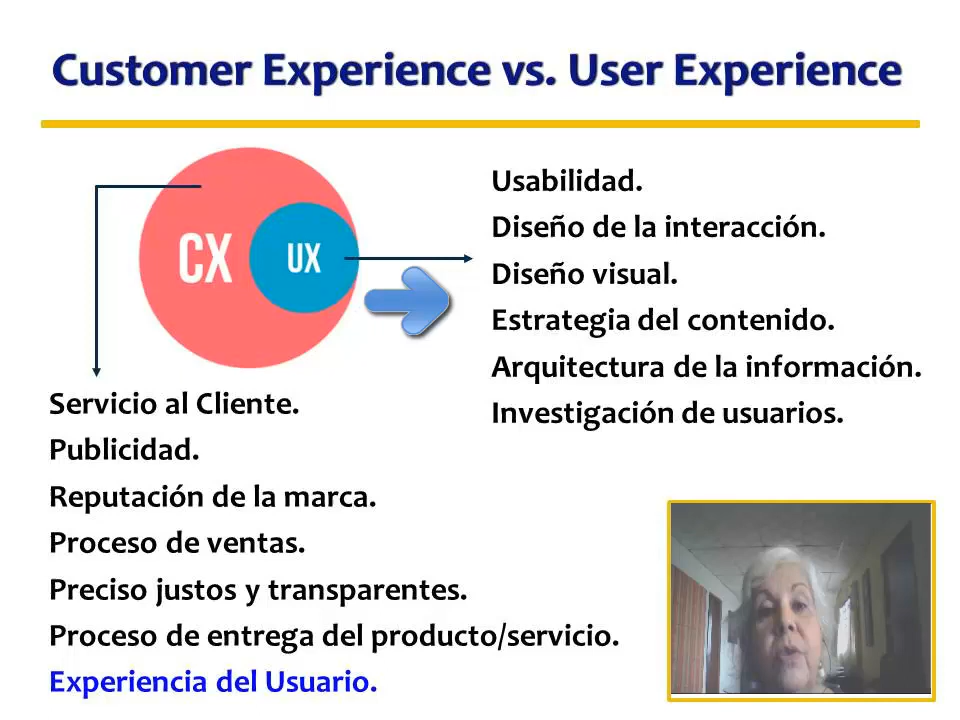 Customer Experience vs. User Experience
CX
UX
Usabilidad.
Diseño de la interacción.
Diseño visual.
Estrategia del contenido.
Arquitectura de la información.
Investigación de usuarios.
Servicio al Cliente.
Publicidad.
Reputación de la marca.
Proceso de ventas.
Preciso justos y transparentes.
Proceso de entrega del producto/servicio.
Experiencia del Usuario.